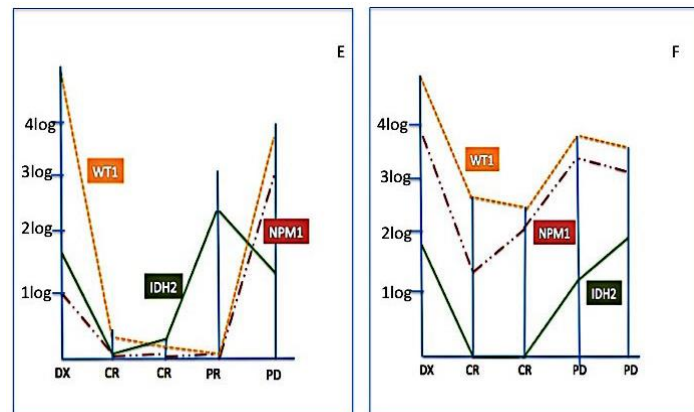 E
4log
3log
2log
1log
WT1
IDH2
NPM1
DX CR CR PR PD
F
4log
3log
2log
1log
WT1
NPM1
IDH2
DX CR CR PD PD